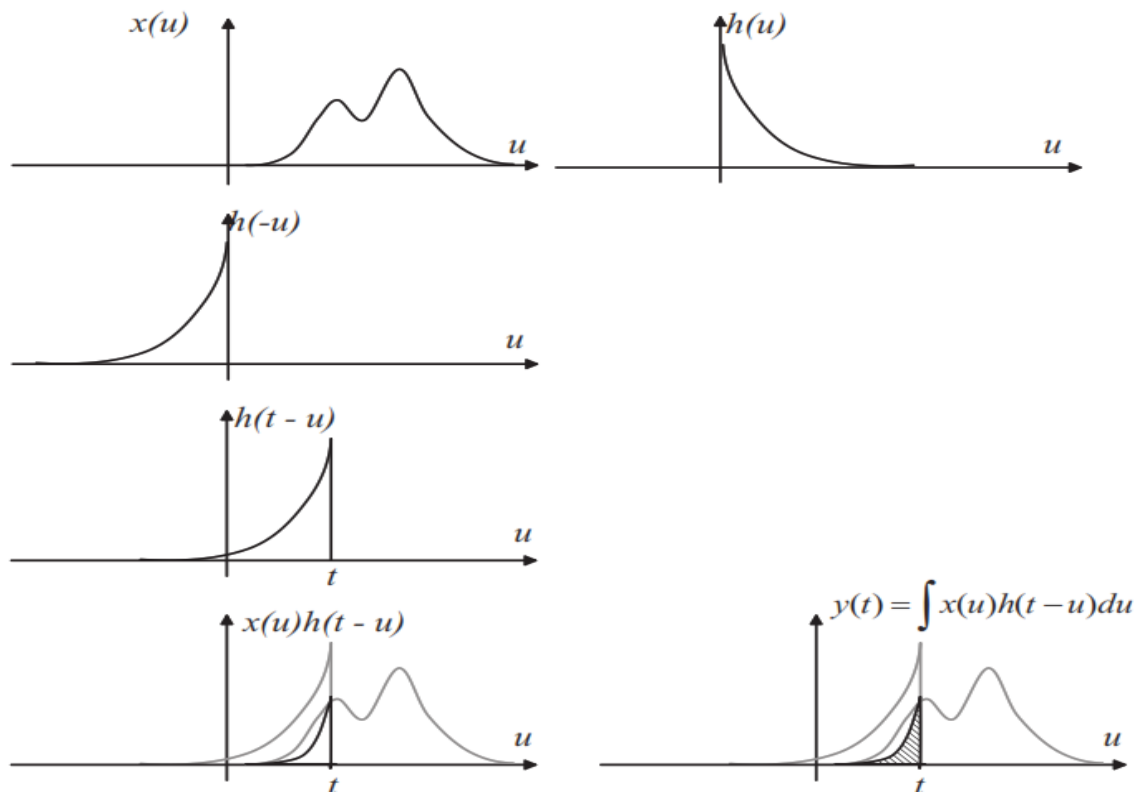 x(u)
u
h(u)
u
h(-u)
u
h(t - u)
u
t
x(u)h(t - u)
u
t
y(t) = ∫ x(u)h(t - u)du
u
t